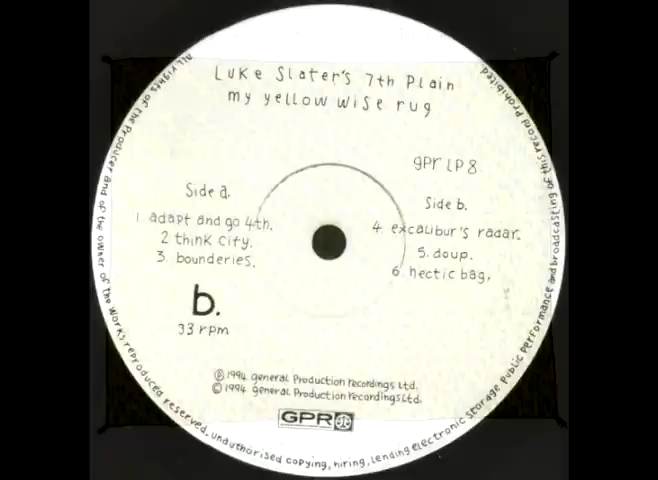 Luke Slater's 7th Plain
my yellow wise rug
gPr LP 8
Side a.
1. adapt and go 4th.
2 think city.
3. bounderies.
Side b.
4. excalibur's radar.
5. doup.
6. hectic bag.
b.
33 rpm
℗ 1994 general Production recordings Ltd.
© 1994 general Production recordings Ltd.
GPR
All rights of the Producer and of the owner of the works reproduced reserved, unauthorised copying, hiring, lending electronic storage public performance and broadcasting of this record prohibited